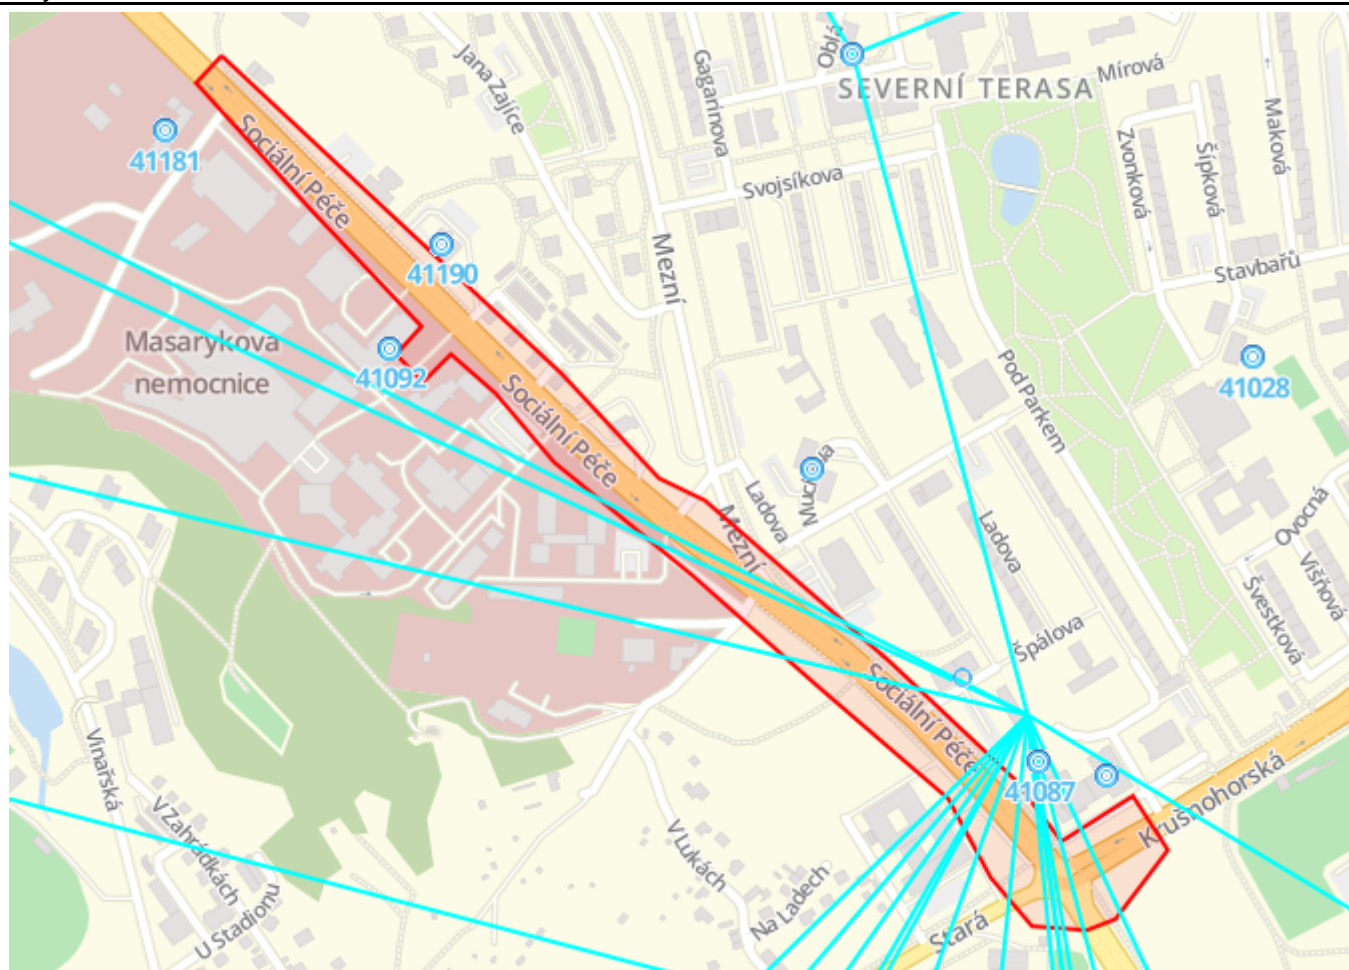 Oblá
Jana Zajíce
Gagarinova
SEVERNÍ TERASA
Mírová
Maková
Zvonková
Šípková
41181
Sociální Péče
Svojsíkova
Mezní
41190
Stavbařů
Masarykova
nemocnice
41092
Sociální Péče
Pod Parkem
41028
Mezní
Ladova
Ladova
Ovocná
Višňová
Švestková
Špálova
Sociální Péče
41087
Krušnohorská
Vinařská
V Zahrádkách
U Stadionu
V Lukách
Na Ladech
Stará